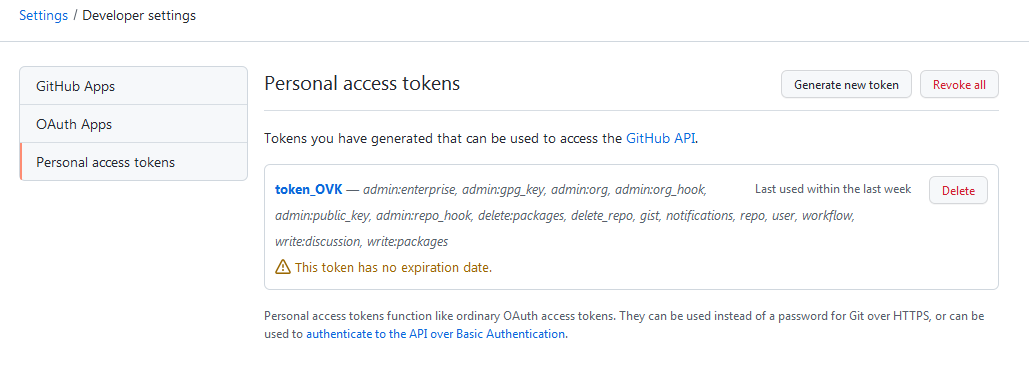 Settings / Developer settings
GitHub Apps
OAuth Apps
Personal access tokens
Personal access tokens
Generate new token
Revoke all
Tokens you have generated that can be used to access the GitHub API.
token_OVK — admin:enterprise, admin:gpg_key, admin:org, admin:org_hook,
admin:public_key, admin:repo_hook, delete:packages, delete_repo, gist, notifications, repo, user, workflow,
write:discussion, write:packages
Last used within the last week
Delete
This token has no expiration date.
Personal access tokens function like ordinary OAuth access tokens. They can be used instead of a password for Git over HTTPS, or can be
used to authenticate to the API over Basic Authentication.